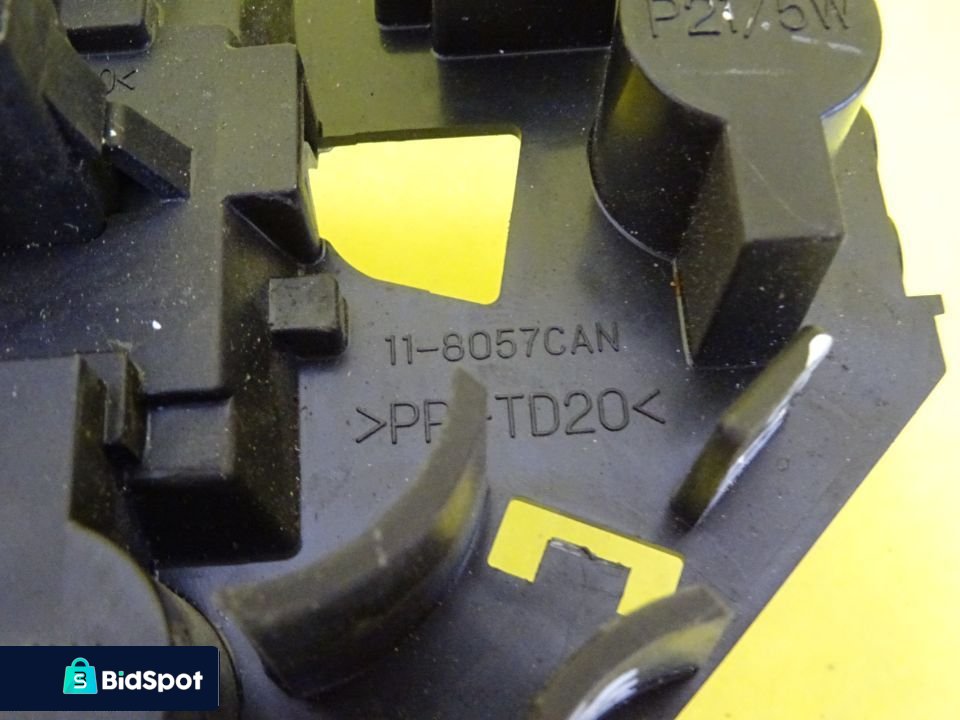 P21/5W
11-8057CAN
>PP-TD20<
BidSpot